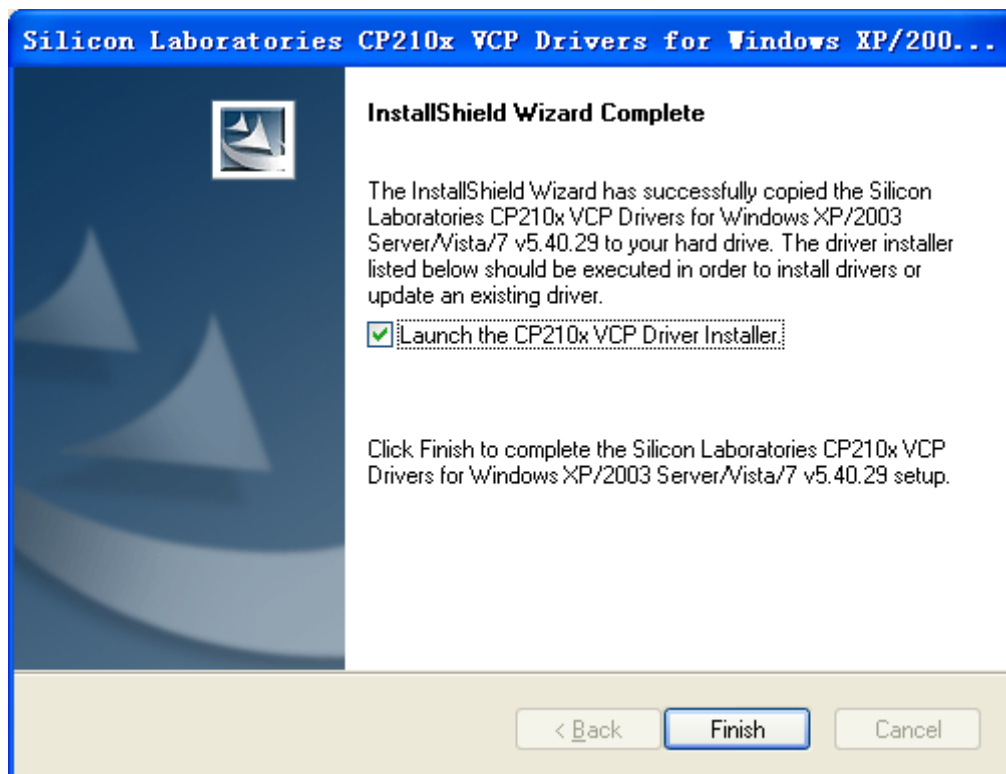 Silicon Laboratories CP210x VCP Drivers for Windows XP/200...
InstallShield Wizard Complete
The InstallShield Wizard has successfully copied the Silicon
Laboratories CP210x VCP Drivers for Windows XP/2003
Server/Vista/7 v5.40.29 to your hard drive. The driver installer
listed below should be executed in order to install drivers or
update an existing driver.
Launch the CP210x VCP Driver Installer.
Click Finish to complete the Silicon Laboratories CP210x VCP
Drivers for Windows XP/2003 Server/Vista/7 v5.40.29 setup.
< Back
Finish
Cancel